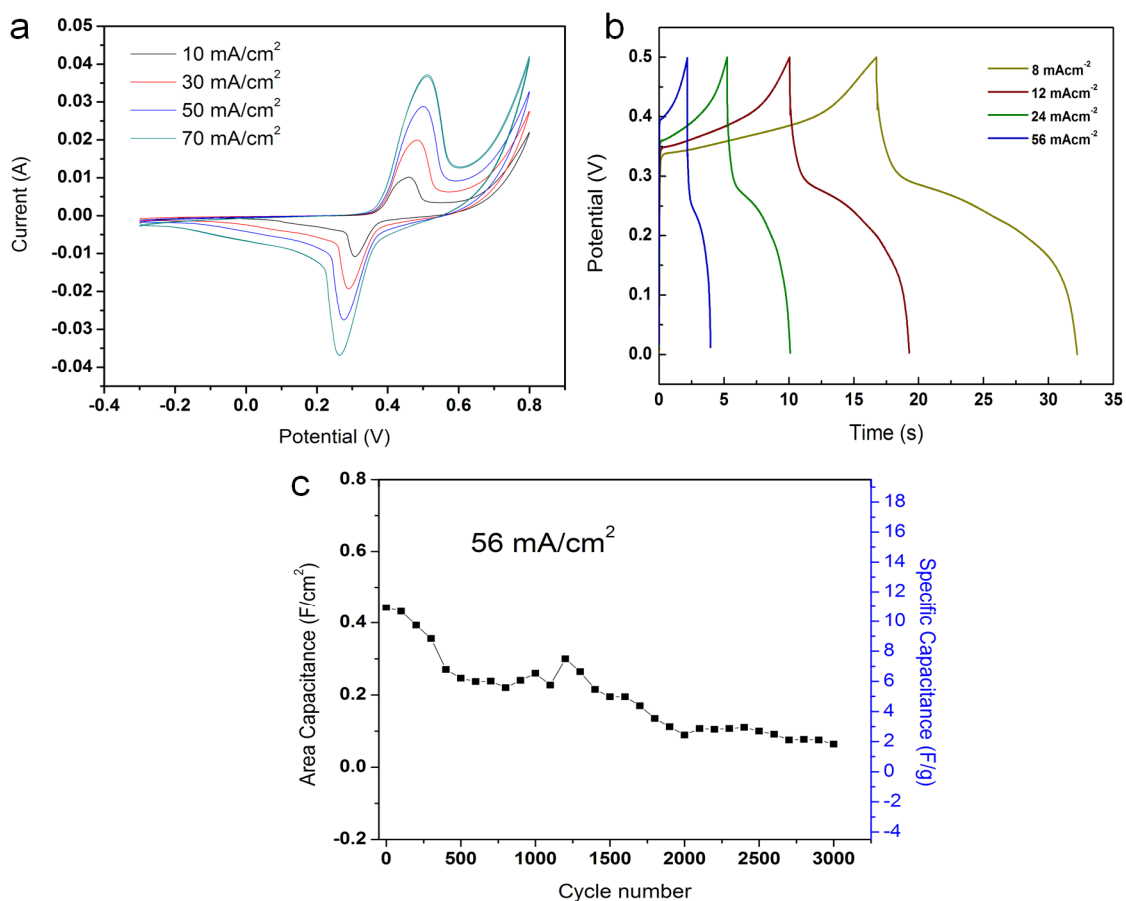 a
0.05
0.04
0.03
0.02
0.01
0.00
-0.01
-0.02
-0.03
-0.04
Current (A)
10 mA/cm²
30 mA/cm²
50 mA/cm²
70 mA/cm²
-0.4 -0.2 0.0 0.2 0.4 0.6 0.8
Potential (V)
b
0.5
0.4
0.3
0.2
0.1
0.0
Potential (V)
8 mAcm⁻²
12 mAcm⁻²
24 mAcm⁻²
56 mAcm⁻²
0 5 10 15 20 25 30 35
Time (s)
c
0.8
0.6
0.4
0.2
0.0
-0.2
Area Capacitance (F/cm²)
56 mA/cm²
18
16
14
12
10
8
6
4
2
0
-2
-4
Specific Capacitance (F/g)
0 500 1000 1500 2000 2500 3000
Cycle number